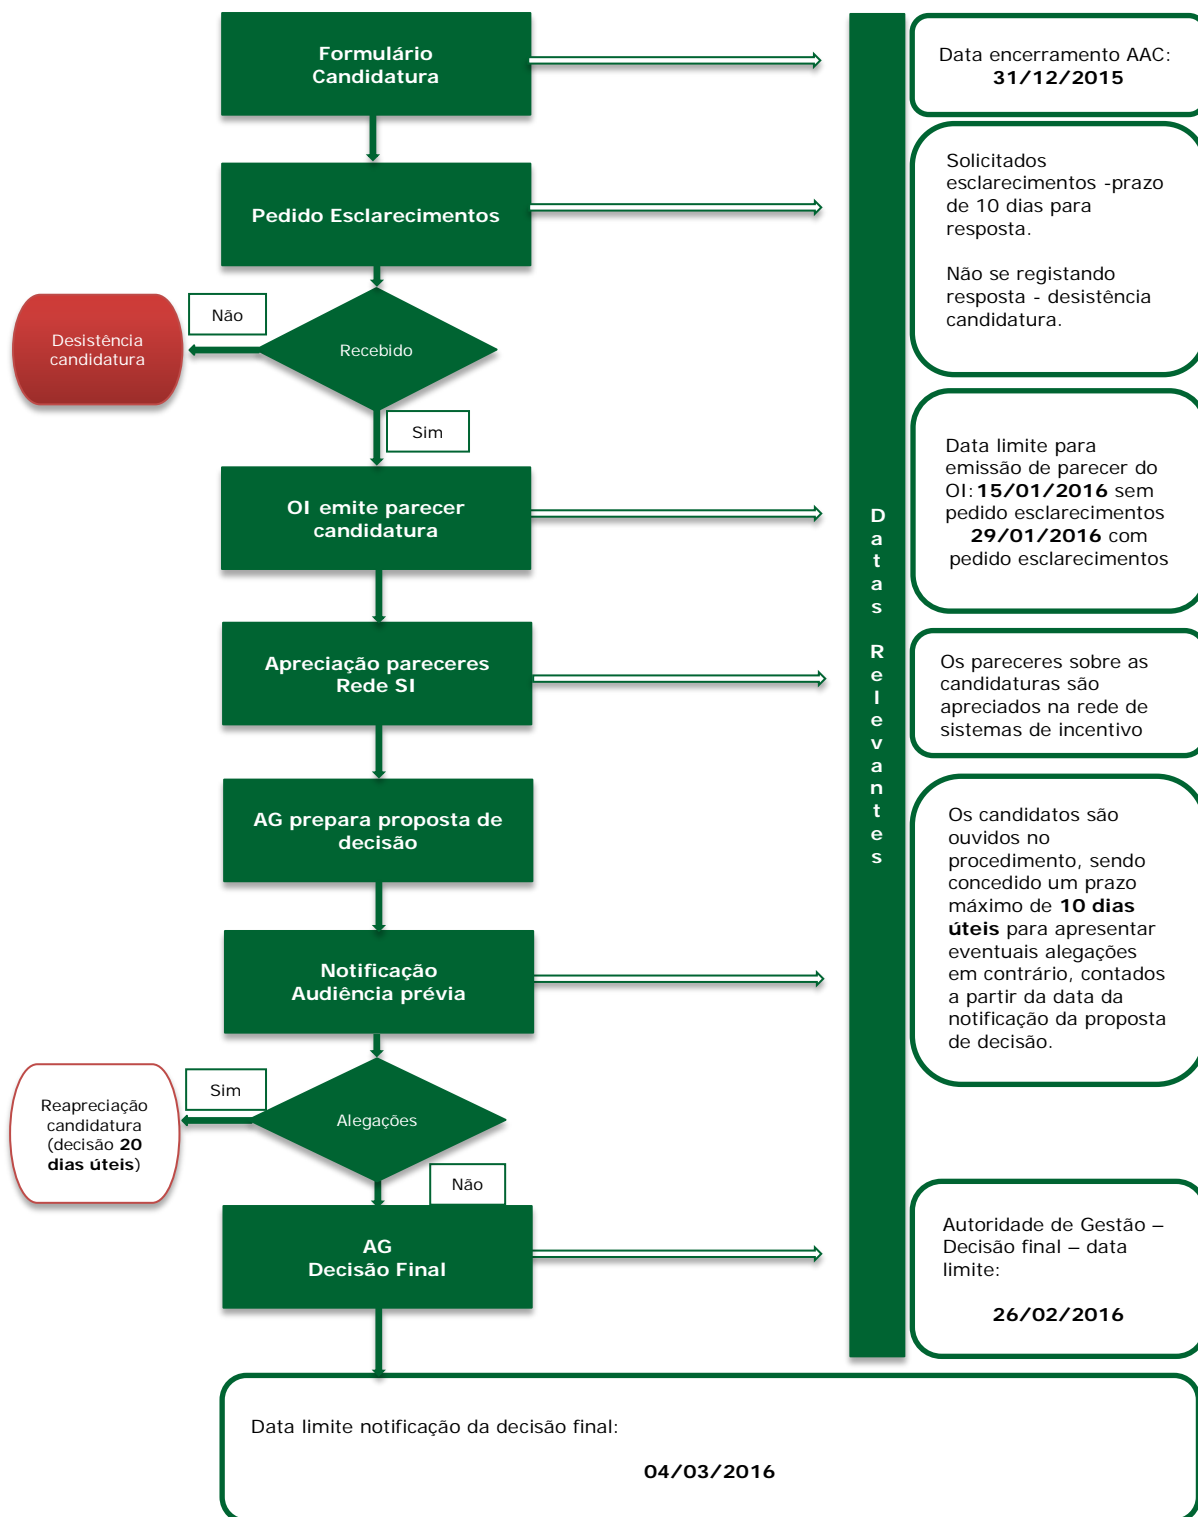 Formulário
Candidatura
Data encerramento AAC:
31/12/2015
Pedido Esclarecimentos
Solicitados
esclarecimentos -prazo
de 10 dias para
resposta.
Não se registando
resposta - desistência
candidatura.
Não
Desistência
candidatura
Recebido
Sim
OI emite parecer
candidatura
Data limite para
emissão de parecer do
OI: 15/01/2016 sem
pedido esclarecimentos
29/01/2016 com
pedido esclarecimentos
D
a
t
a
s
R
e
l
e
v
a
n
t
e
s
Apreciação pareceres
Rede SI
Os pareceres sobre as
candidaturas são
apreciados na rede de
sistemas de incentivo
AG prepara proposta de
decisão
Os candidatos são
ouvidos no
procedimento, sendo
concedido um prazo
máximo de 10 dias
úteis para apresentar
eventuais alegações
em contrário, contados
a partir da data da
notificação da proposta
de decisão.
Notificação
Audiência prévia
Sim
Reapreciação
candidatura
(decisão 20
dias úteis)
Alegações
Não
AG
Decisão Final
Autoridade de Gestão –
Decisão final – data
limite:
26/02/2016
Data limite notificação da decisão final:
04/03/2016